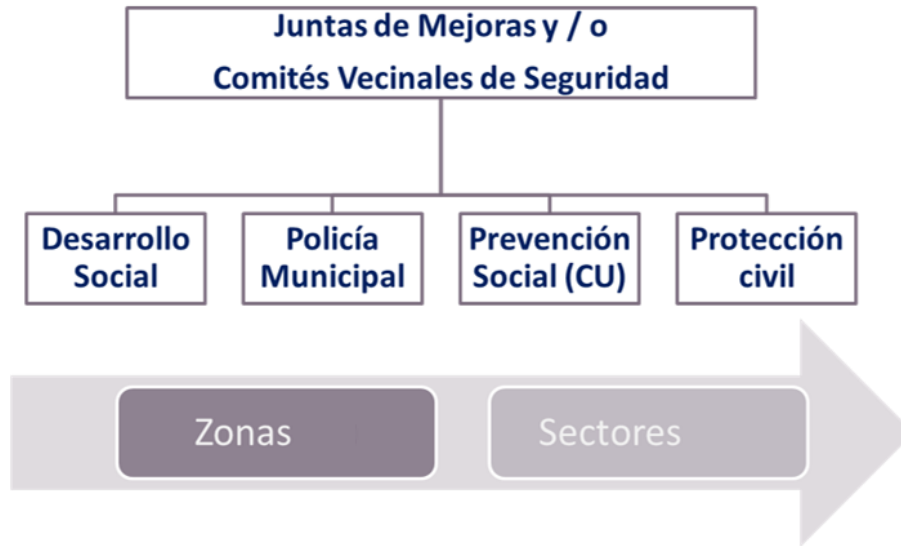 Juntas de Mejoras y / o
Comités Vecinales de Seguridad
Desarrollo
Social
Policía
Municipal
Prevención
Social (CU)
Protección
civil
Zonas
Sectores